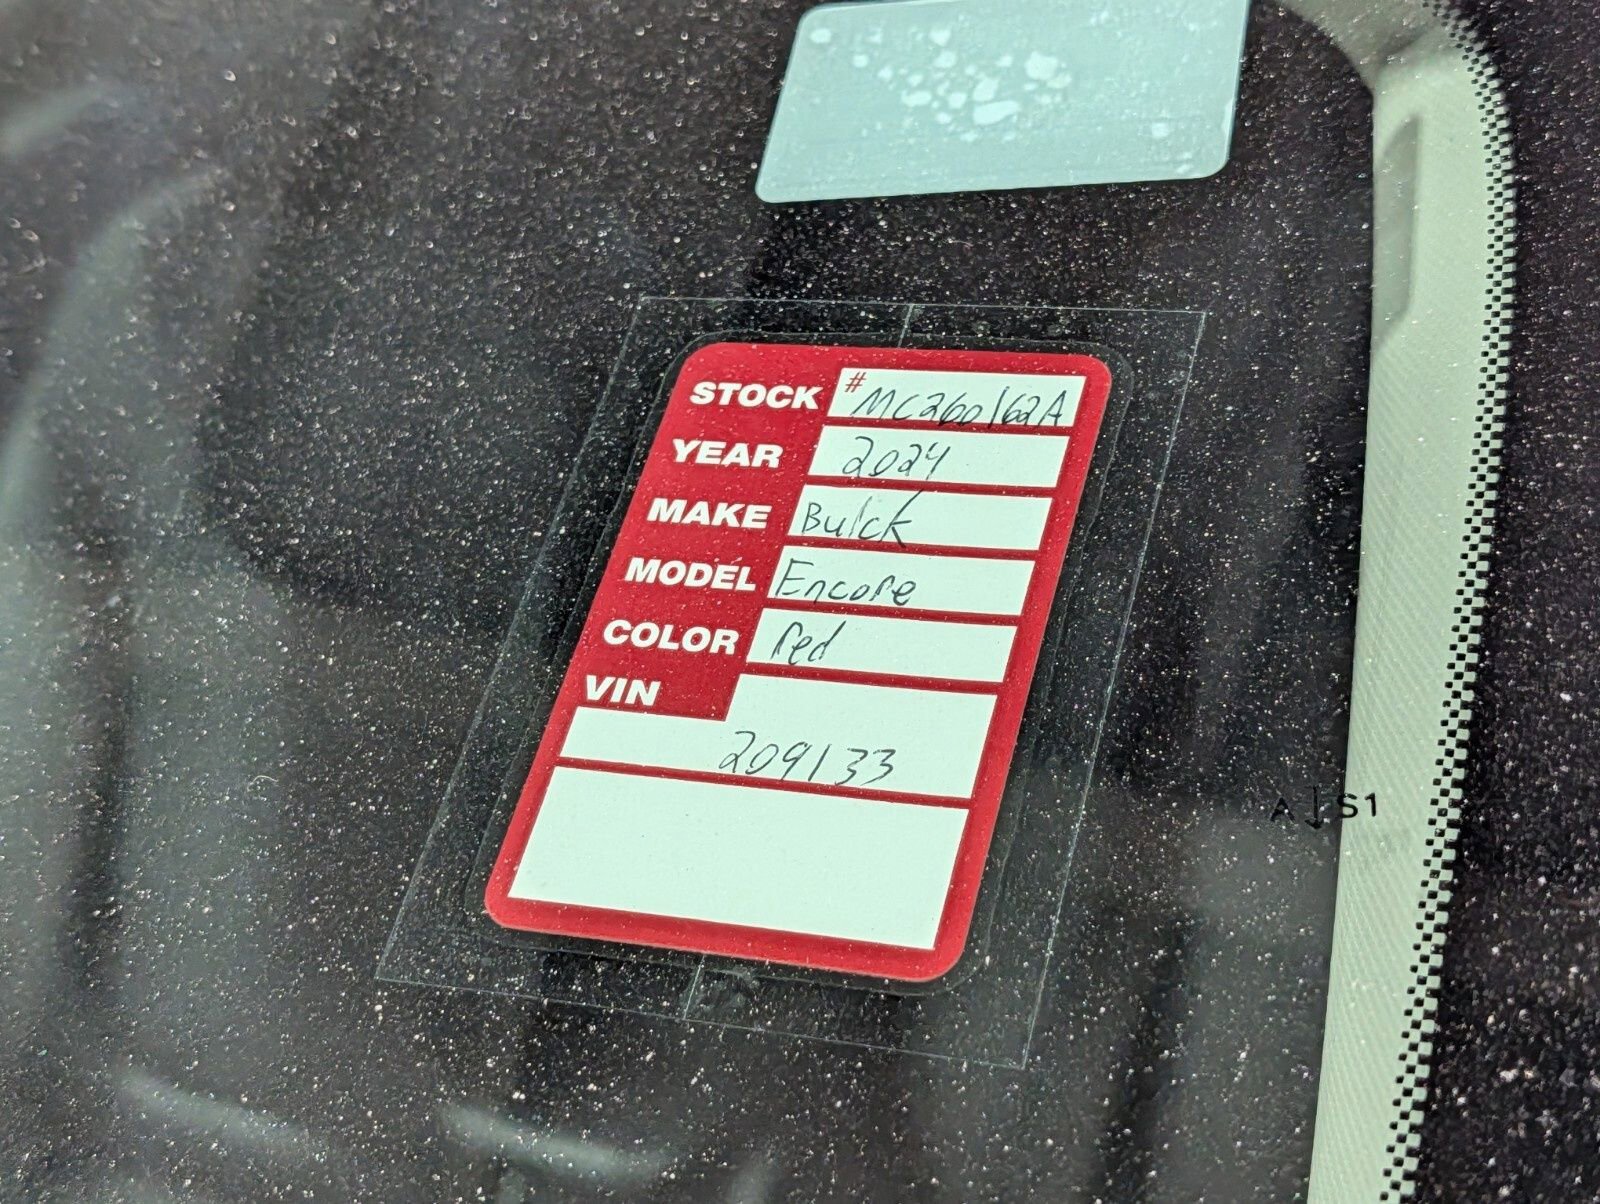 STOCK # MC260162A
YEAR 2024
MAKE Buick
MODEL Encore
COLOR Red
VIN
209133
A↓S1